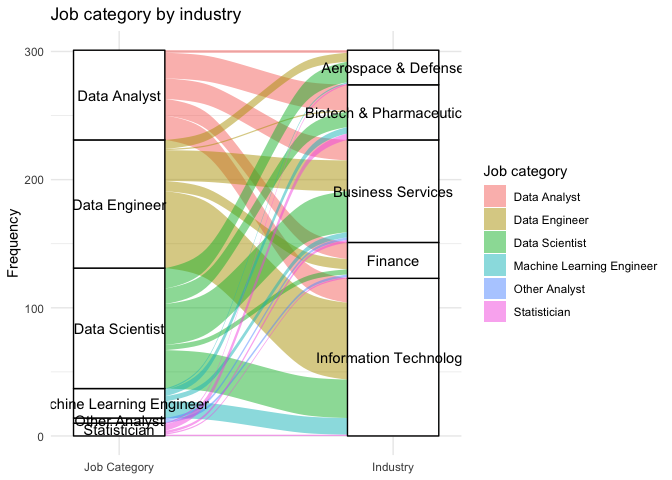 Job category by industry
300
200
100
0
Frequency
Data Analyst
Data Engineer
Data Scientist
chine Learning Engineer
Other Analyst
Statistician
Aerospace & Defense
Biotech & Pharmaceutic
Business Services
Finance
Information Technolog
Job Category
Industry
Job category
Data Analyst
Data Engineer
Data Scientist
Machine Learning Engineer
Other Analyst
Statistician